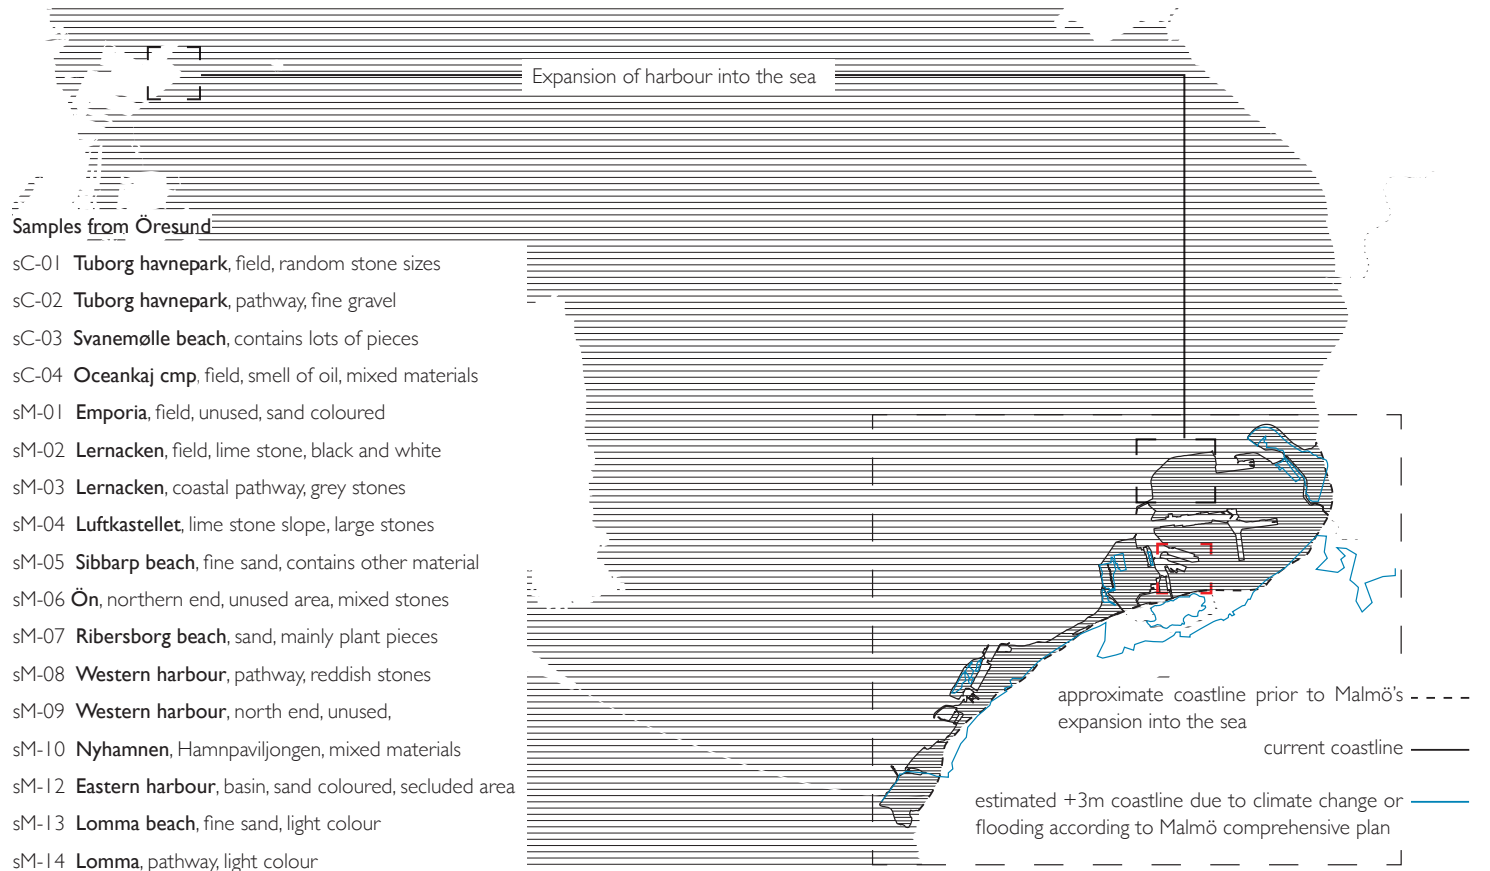 Expansion of harbour into the sea
Samples from Öresund
sC-01 Tuborg havnepark, field, random stone sizes
sC-02 Tuborg havnepark, pathway, fine gravel
sC-03 Svanemølle beach, contains lots of pieces
sC-04 Oceankaj cmp, field, smell of oil, mixed materials
sM-01 Emporia, field, unused, sand coloured
sM-02 Lernacken, field, lime stone, black and white
sM-03 Lernacken, coastal pathway, grey stones
sM-04 Luftkastellet, lime stone slope, large stones
sM-05 Sibbarp beach, fine sand, contains other material
sM-06 Ön, northern end, unused area, mixed stones
sM-07 Ribersborg beach, sand, mainly plant pieces
sM-08 Western harbour, pathway, reddish stones
sM-09 Western harbour, north end, unused,
sM-10 Nyhamnen, Hamnpaviljongen, mixed materials
sM-12 Eastern harbour, basin, sand coloured, secluded area
sM-13 Lomma beach, fine sand, light colour
sM-14 Lomma, pathway, light colour
approximate coastline prior to Malmö's
expansion into the sea
current coastline
estimated +3m coastline due to climate change or
flooding according to Malmö comprehensive plan